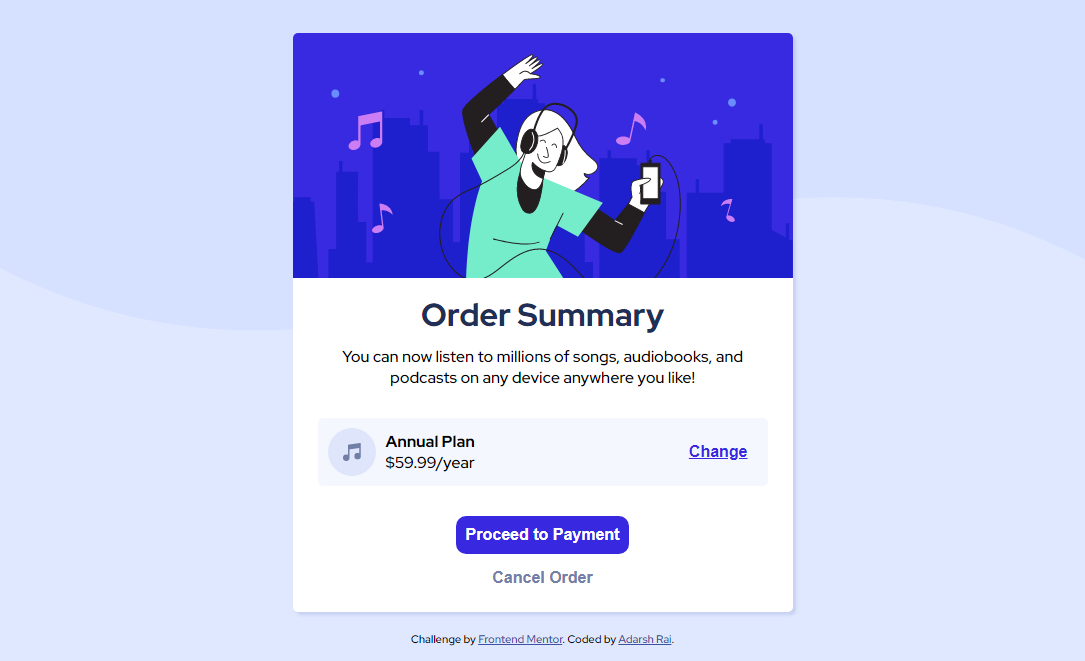 Order Summary
You can now listen to millions of songs, audiobooks, and
podcasts on any device anywhere you like!
Annual Plan
$59.99/year
Change
Proceed to Payment
Cancel Order
Challenge by Frontend Mentor. Coded by Adarsh Rai.